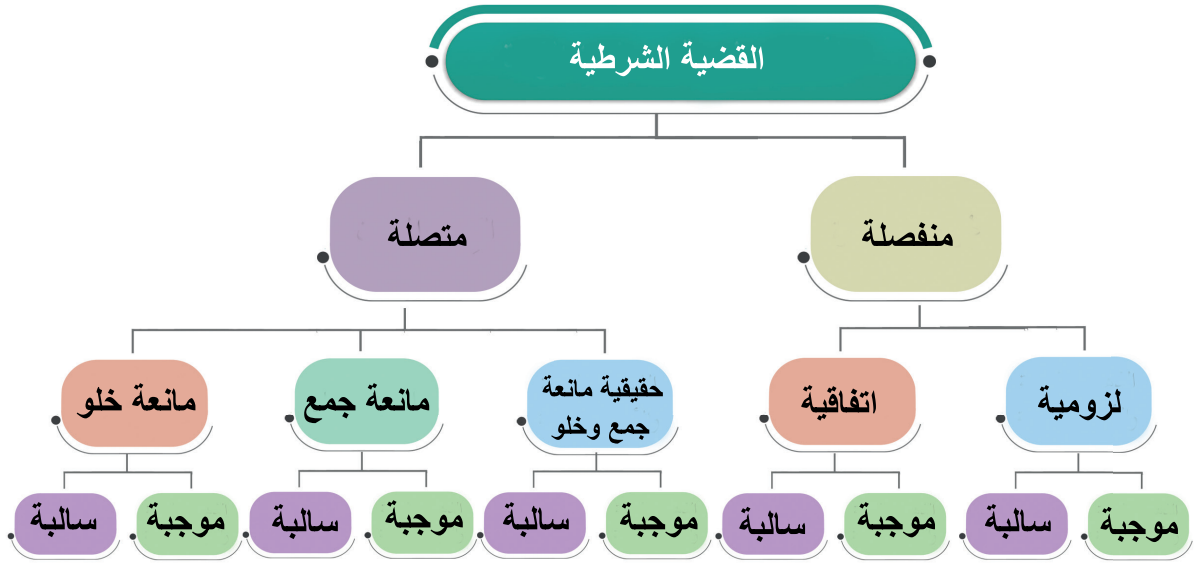 القضية الشرطية
منفصلة
متصلة
لزومية
اتفاقية
حقيقية مانعة
جمع وخلو
مانعة جمع
مانعة خلو
موجبة
سالبة
موجبة
سالبة
موجبة
سالبة
موجبة
سالبة
موجبة
سالبة